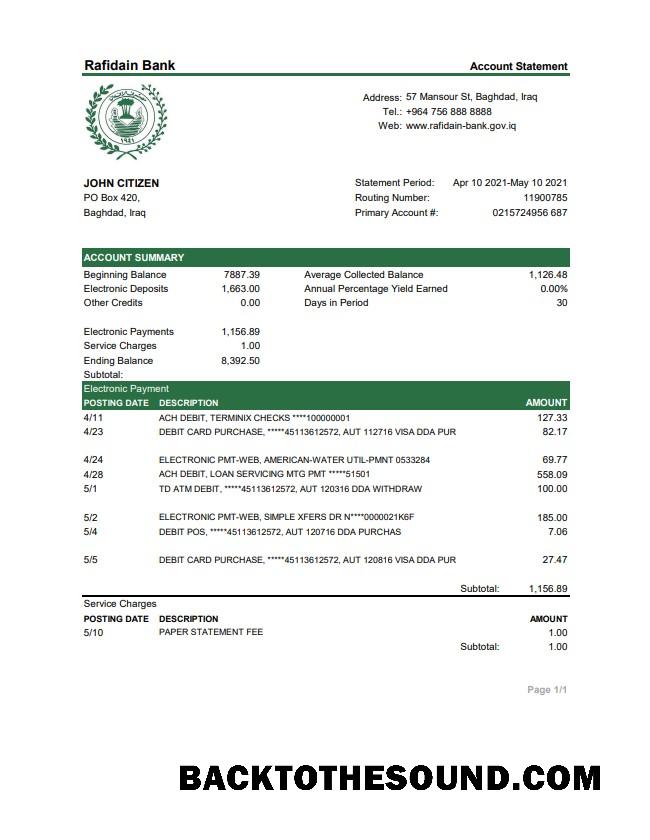 Rafidain Bank Account Statement
Address: 57 Mansour St, Baghdad, Iraq
Tel.: +964 756 888 8888
Web: www.rafidain-bank.gov.iq
١٩٤١
JOHN CITIZEN
PO Box 420,
Baghdad, Iraq
Statement Period: Apr 10 2021-May 10 2021
Routing Number: 11900785
Primary Account #: 0215724956 687
ACCOUNT SUMMARY
Beginning Balance 7887.39 Average Collected Balance 1,126.48
Electronic Deposits 1,663.00 Annual Percentage Yield Earned 0.00%
Other Credits 0.00 Days in Period 30
Electronic Payments 1,156.89
Service Charges 1.00
Ending Balance 8,392.50
Subtotal:
Electronic Payment
POSTING DATE DESCRIPTION AMOUNT
4/11 ACH DEBIT, TERMINIX CHECKS ****100000001 127.33
4/23 DEBIT CARD PURCHASE, *****45113612572, AUT 112716 VISA DDA PUR 82.17
4/24 ELECTRONIC PMT-WEB, AMERICAN-WATER UTIL-PMNT 0533284 69.77
4/28 ACH DEBIT, LOAN SERVICING MTG PMT *****51501 558.09
5/1 TD ATM DEBIT, *****45113612572, AUT 120316 DDA WITHDRAW 100.00
5/2 ELECTRONIC PMT-WEB, SIMPLE XFERS DR N****0000021K6F 185.00
5/4 DEBIT POS, *****45113612572, AUT 120716 DDA PURCHAS 7.06
5/5 DEBIT CARD PURCHASE, *****45113612572, AUT 120816 VISA DDA PUR 27.47
Subtotal: 1,156.89
Service Charges
POSTING DATE DESCRIPTION AMOUNT
5/10 PAPER STATEMENT FEE 1.00
Subtotal: 1.00
Page 1/1
BACKTOTHESOUND.COM